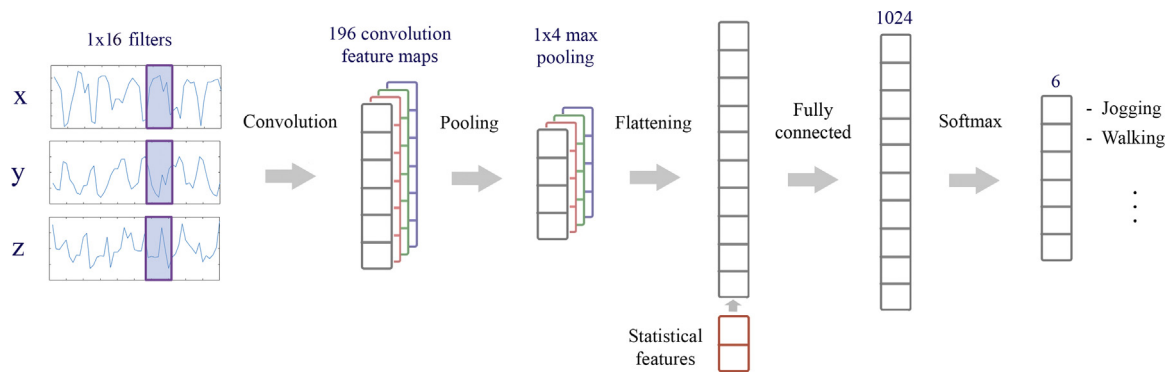 1x16 filters
x
y
z
Convolution
196 convolution
feature maps
Pooling
1x4 max
pooling
Flattening
Statistical
features
Fully
connected
1024
Softmax
6
- Jogging
- Walking